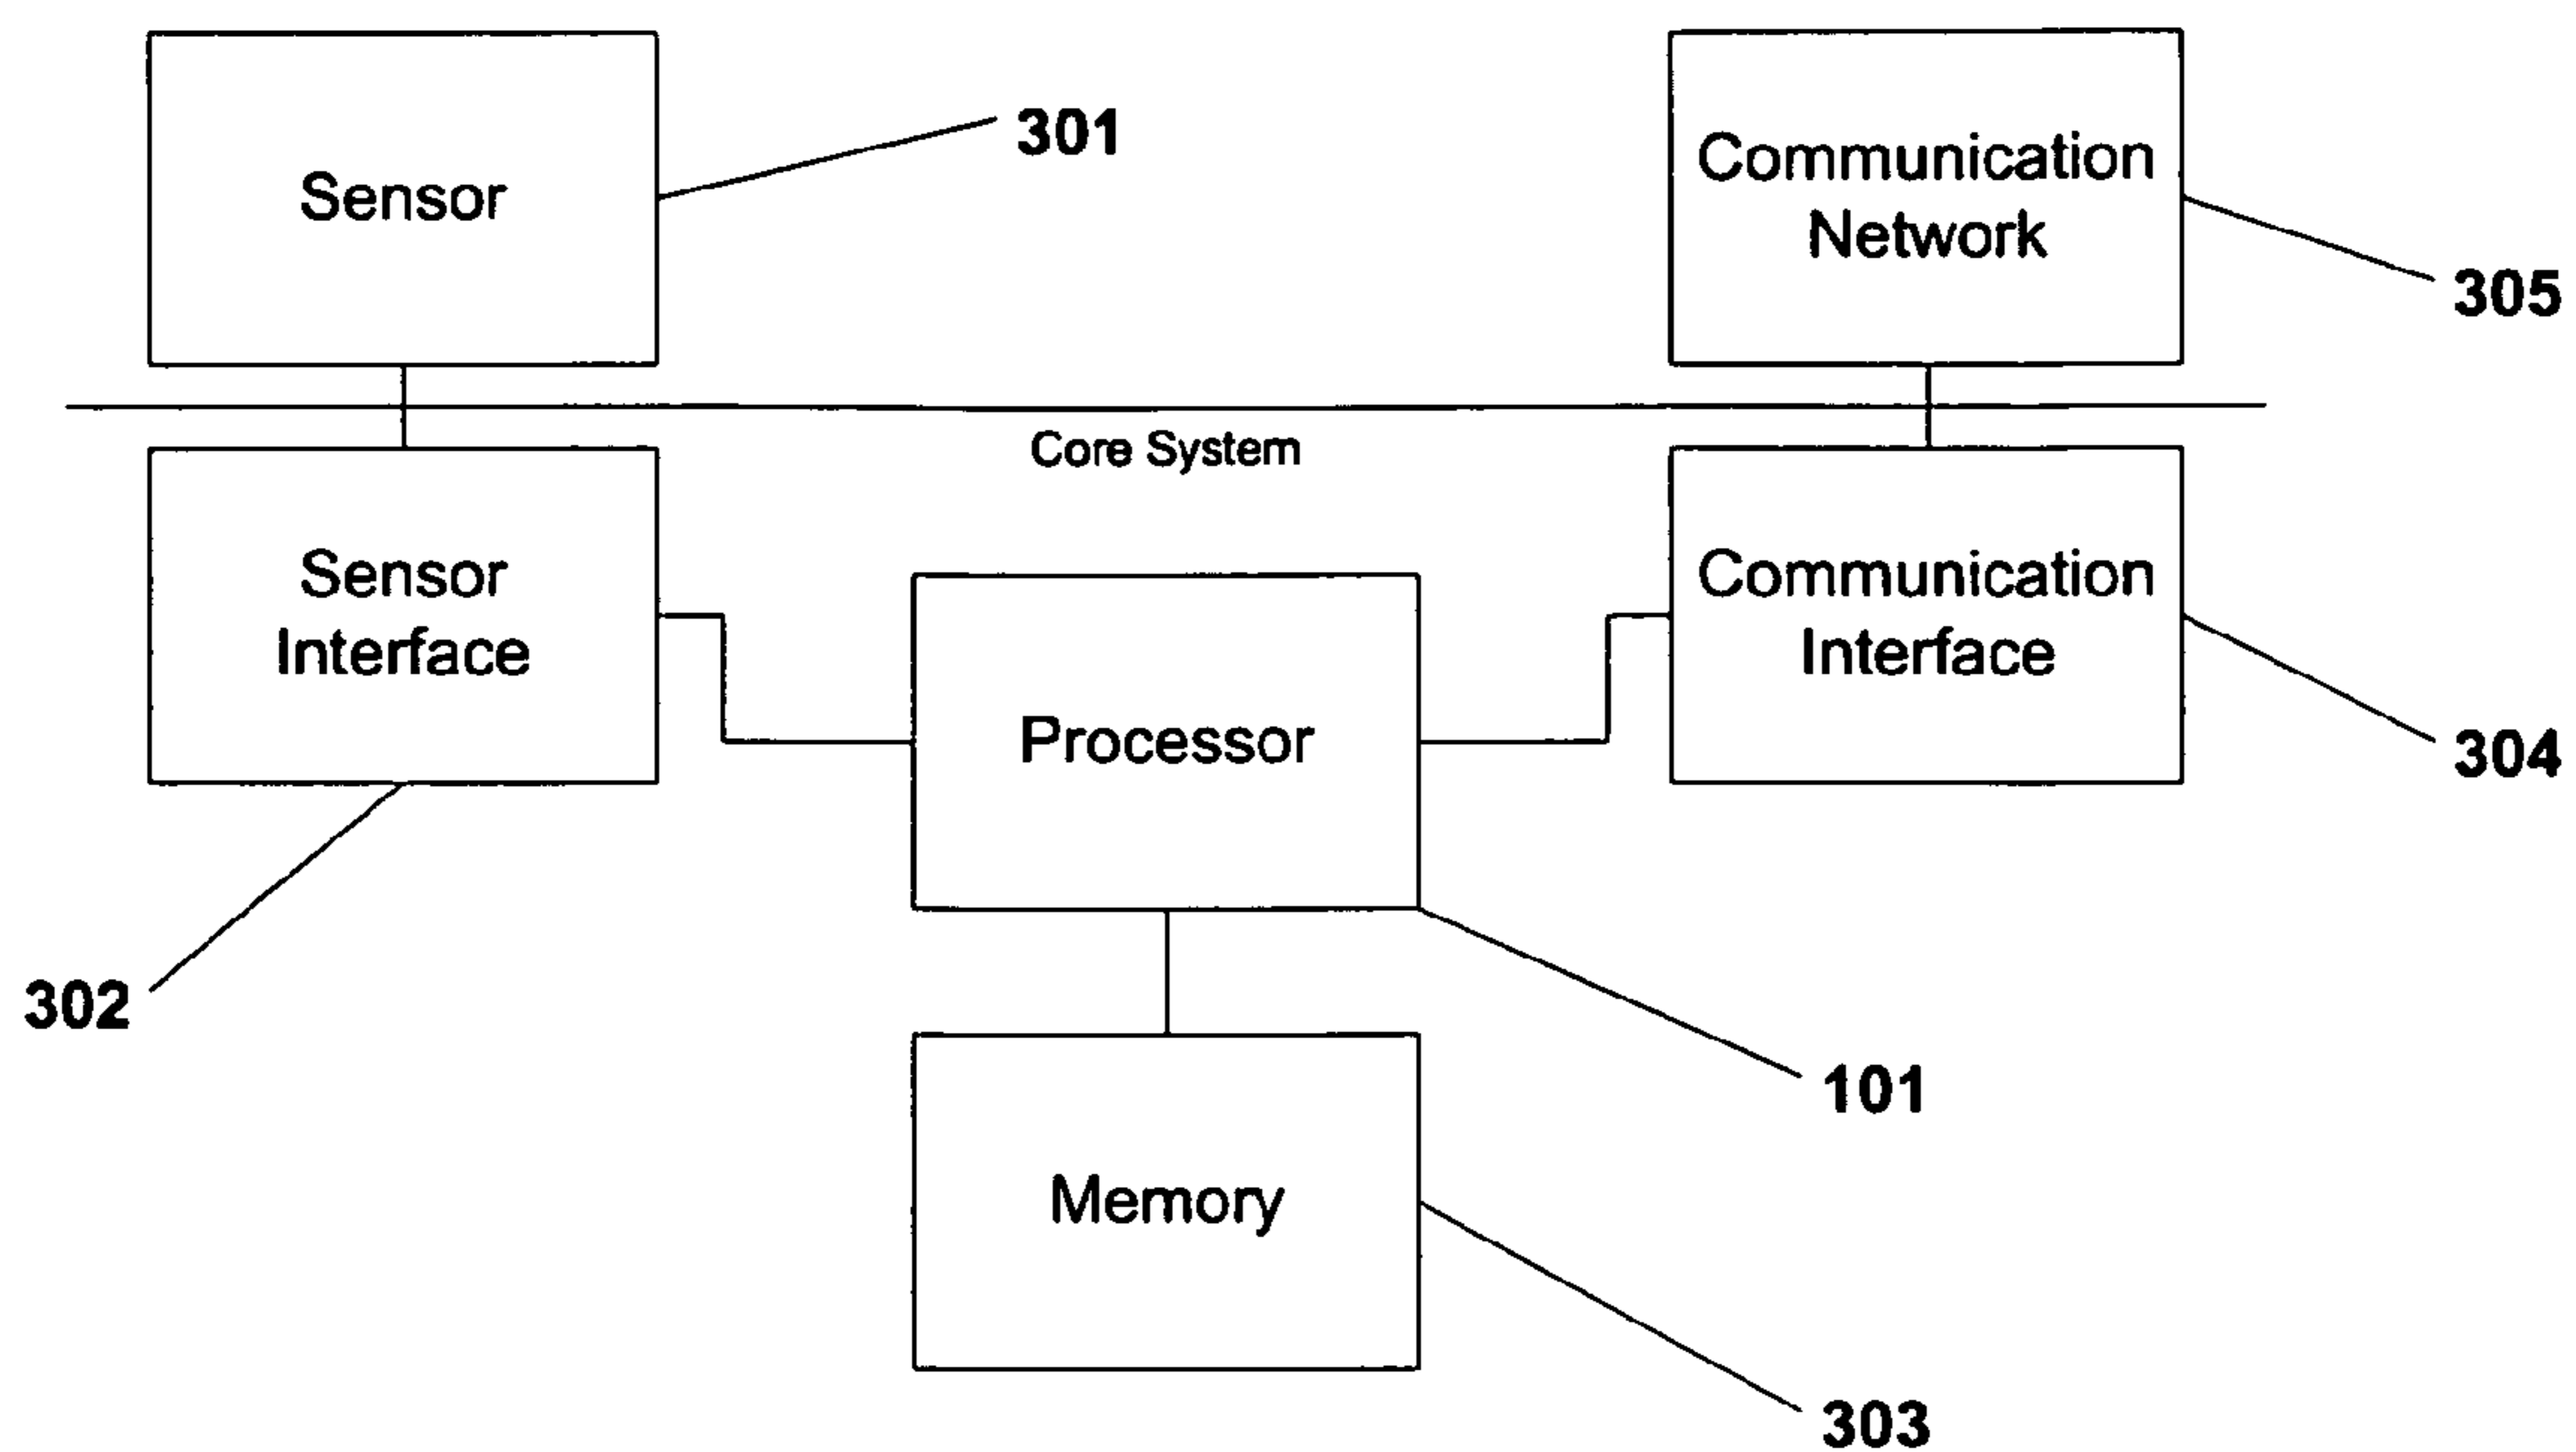 Sensor
301
Communication
Network
305
Core System
Sensor
Interface
Communication
Interface
Processor
304
302
101
Memory
303